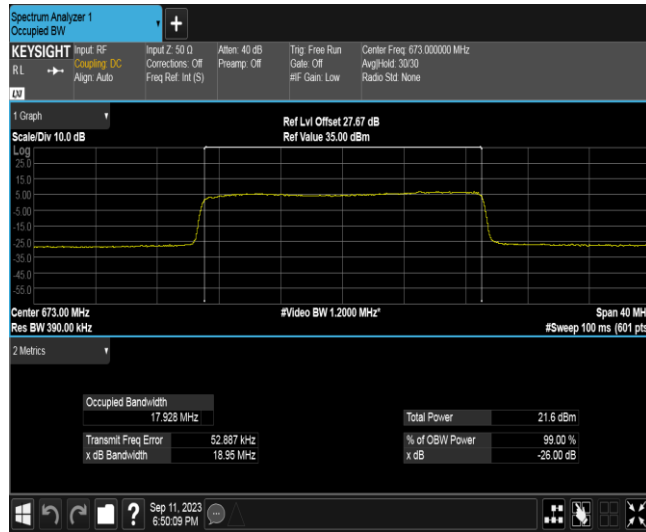 Spectrum Analyzer 1
Occupied BW
+
KEYSIGHT
RL
LXI
Input: RF
Coupling: DC
Align: Auto
Input Z: 50 Ω
Corrections: Off
Freq Ref: Int (S)
Atten: 40 dB
Preamp: Off
Trig: Free Run
Gate: Off
#IF Gain: Low
Center Freq: 673.000000 MHz
Avg|Hold: 30/30
Radio Std: None
1 Graph
Scale/Div 10.0 dB
Ref Lvl Offset 27.67 dB
Ref Value 35.00 dBm
Log
25.0
15.0
5.00
-5.00
-15.0
-25.0
-35.0
-45.0
-55.0
Center 673.00 MHz
#Video BW 1.2000 MHz*
Span 40 MH
Res BW 390.00 kHz
#Sweep 100 ms (601 pts
2 Metrics
Occupied Bandwidth
17.928 MHz
Total Power 21.6 dBm
Transmit Freq Error 52.887 kHz
% of OBW Power 99.00 %
x dB Bandwidth 18.95 MHz
x dB -26.00 dB
?
Sep 11, 2023
6:50:09 PM